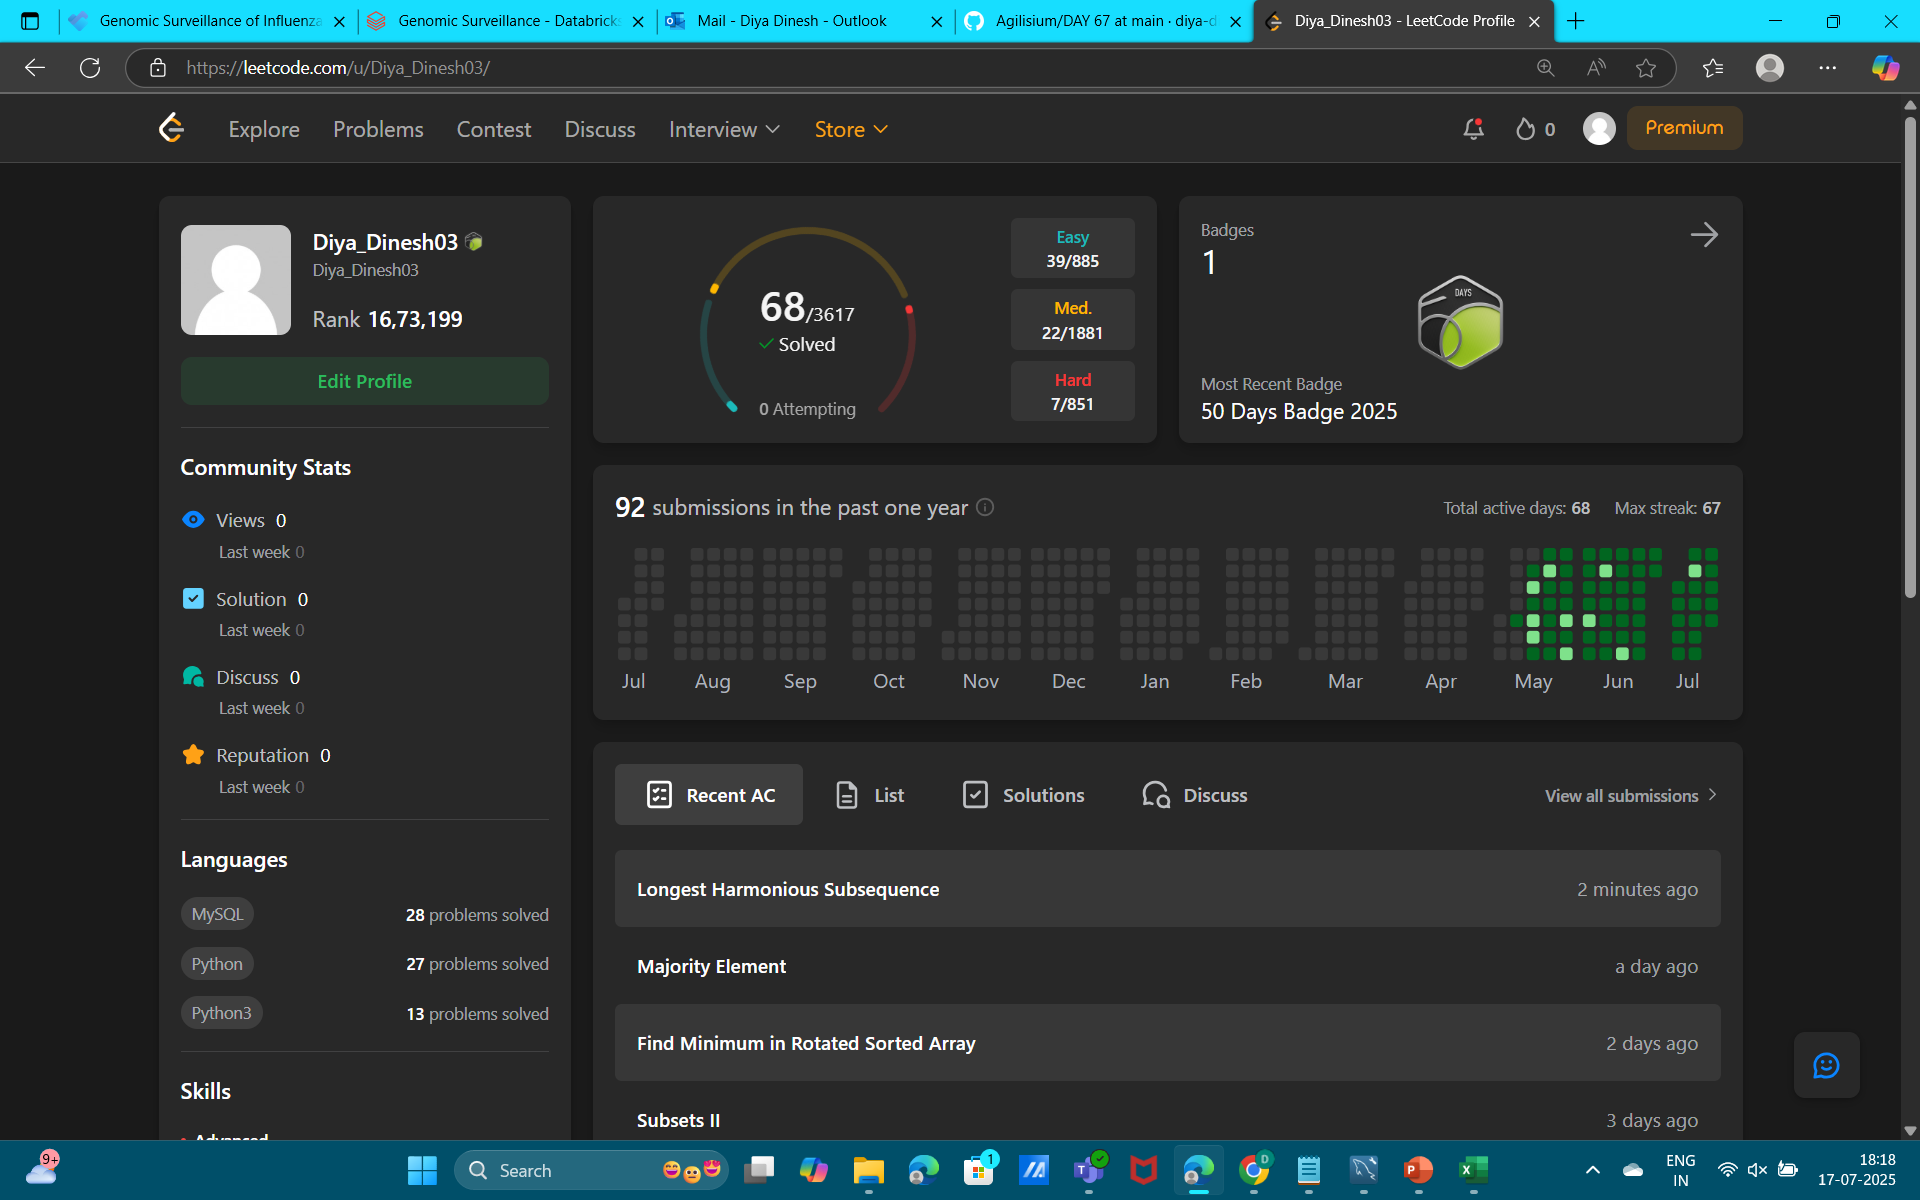 Genomic Surveillance of Influenza
Genomic Surveillance - Databricks
Mail - Diya Dinesh - Outlook
Agilisium/DAY 67 at main · diya-d
Diya_Dinesh03 - LeetCode Profile
https://leetcode.com/u/Diya_Dinesh03/
Explore
Problems
Contest
Discuss
Interview
Store
0
Premium
Diya_Dinesh03
Diya_Dinesh03
Rank 16,73,199
Edit Profile
Community Stats
Views 0
Last week 0
Solution 0
Last week 0
Discuss 0
Last week 0
Reputation 0
Last week 0
Languages
MySQL 28 problems solved
Python 27 problems solved
Python3 13 problems solved
Skills
Advanced
68/3617
Solved
0 Attempting
Easy
39/885
Med.
22/1881
Hard
7/851
Badges
1
DAYS
Most Recent Badge
50 Days Badge 2025
92 submissions in the past one year
Total active days: 68 Max streak: 67
Jul Aug Sep Oct Nov Dec Jan Feb Mar Apr May Jun Jul
Recent AC
List
Solutions
Discuss
View all submissions
Longest Harmonious Subsequence 2 minutes ago
Majority Element a day ago
Find Minimum in Rotated Sorted Array 2 days ago
Subsets II 3 days ago
9+
Search
1
D
ENG
IN
18:18
17-07-2025